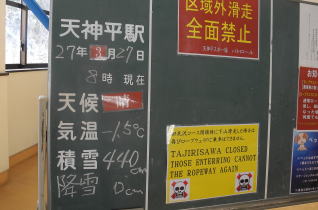 天神平駅
27年3月27日
8時 現在
天候 晴
気温 -1.5℃
積雪 440cm
降雪 0cm
区域外滑走
全面禁止
TAJIRISAWA CLOSED
THOSE ENTERRING CANNOT
THE ROPEWAY AGAIN